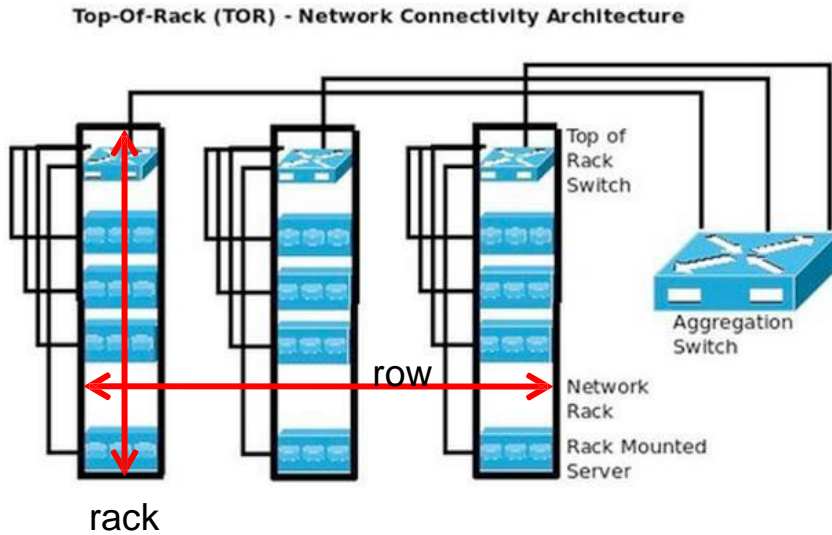 Top-Of-Rack (TOR) - Network Connectivity Architecture
Top of
Rack
Switch
Aggregation
Switch
row
Network
Rack
Rack Mounted
Server
rack